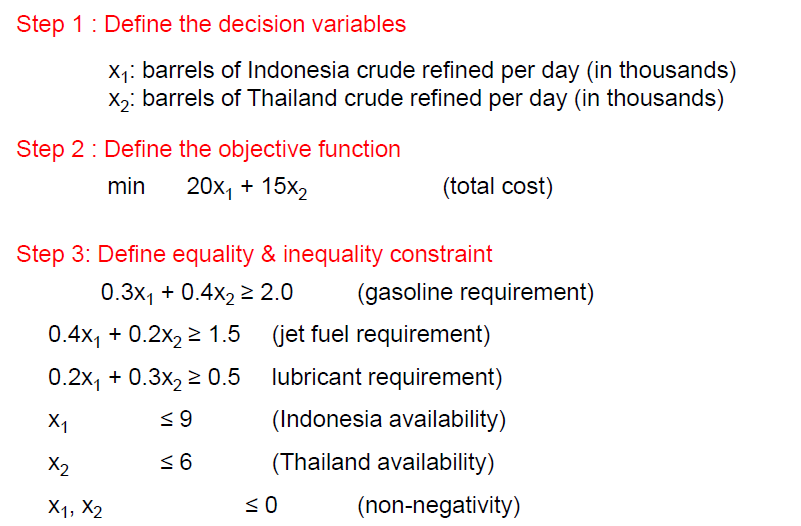 Step 1 : Define the decision variables
x₁: barrels of Indonesia crude refined per day (in thousands)
x₂: barrels of Thailand crude refined per day (in thousands)
Step 2 : Define the objective function
min 20x₁ + 15x₂ (total cost)
Step 3: Define equality & inequality constraint
0.3x₁ + 0.4x₂ ≥ 2.0 (gasoline requirement)
0.4x₁ + 0.2x₂ ≥ 1.5 (jet fuel requirement)
0.2x₁ + 0.3x₂ ≥ 0.5 lubricant requirement)
x₁ ≤ 9 (Indonesia availability)
x₂ ≤ 6 (Thailand availability)
x₁, x₂ ≤ 0 (non-negativity)